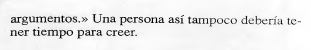 argumentos.» Una persona así tampoco debería te-
ner tiempo para creer.